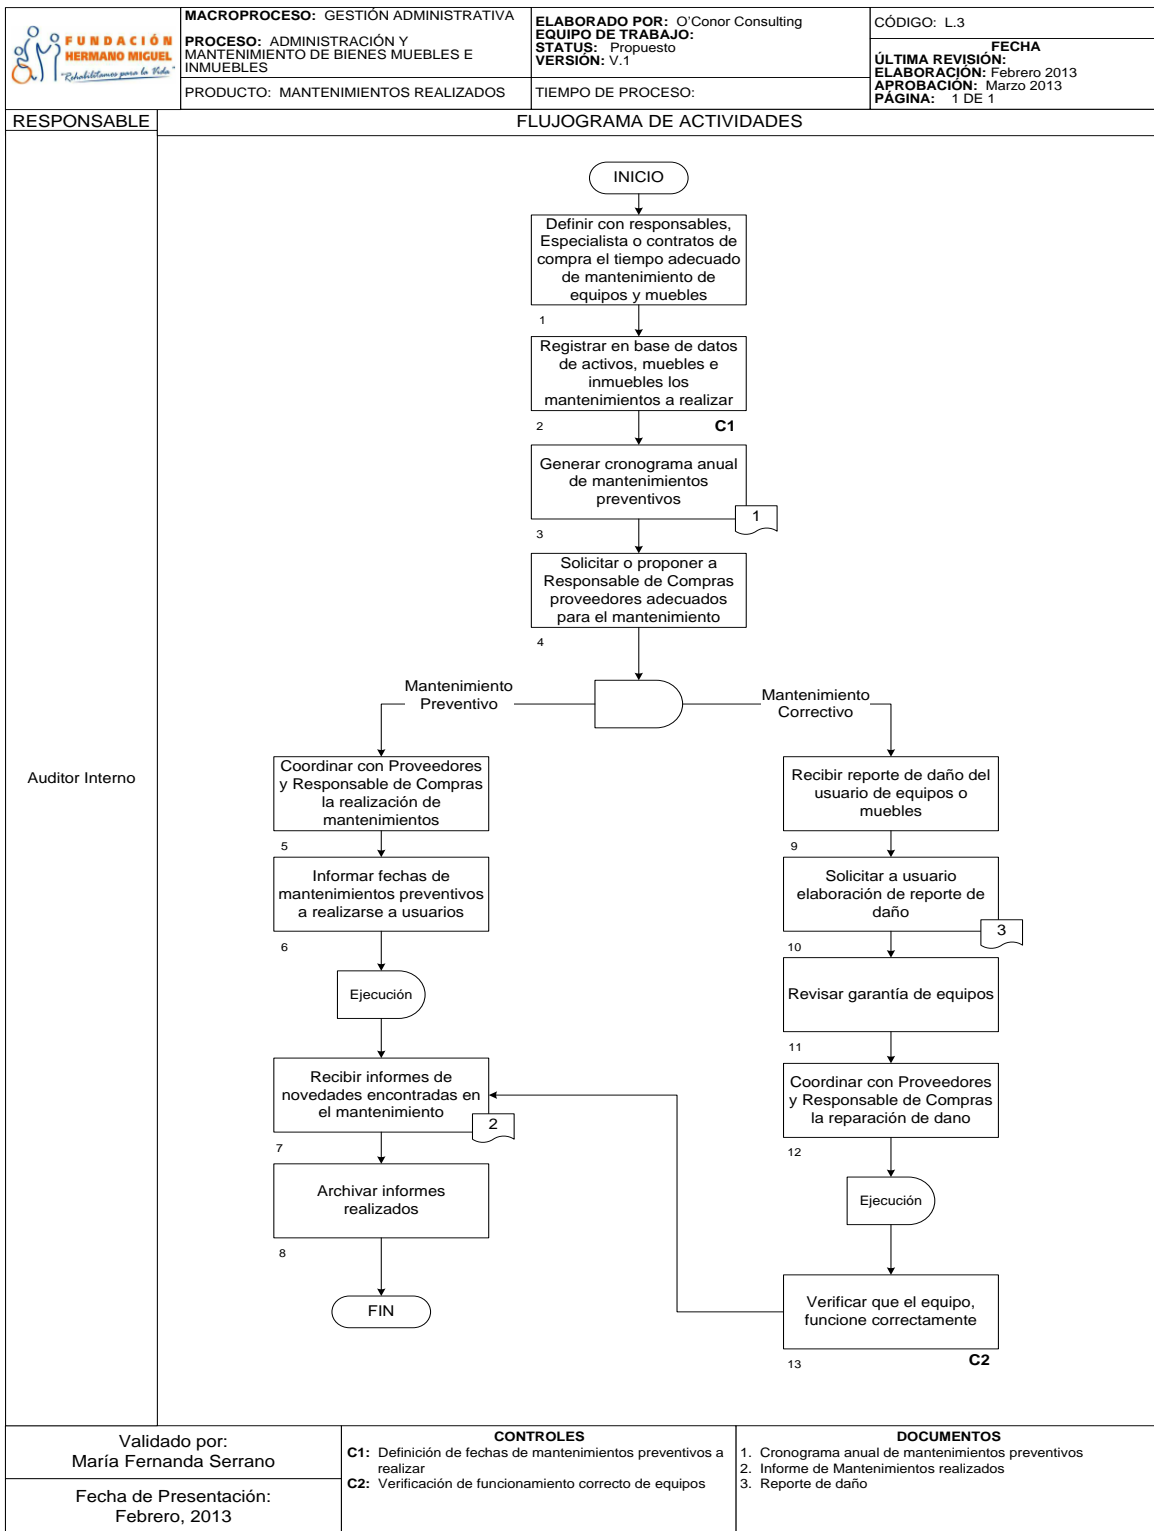 FUNDACIÓN
HERMANO MIGUEL
"Rehabilitamos para la Vida"
MACROPROCESO: GESTIÓN ADMINISTRATIVA
PROCESO: ADMINISTRACIÓN Y
MANTENIMIENTO DE BIENES MUEBLES E
INMUEBLES
PRODUCTO: MANTENIMIENTOS REALIZADOS
ELABORADO POR: O'Conor Consulting
EQUIPO DE TRABAJO:
STATUS: Propuesto
VERSIÓN: V.1
TIEMPO DE PROCESO:
CÓDIGO: L.3
FECHA
ÚLTIMA REVISIÓN:
ELABORACIÓN: Febrero 2013
APROBACIÓN: Marzo 2013
PÁGINA: 1 DE 1
RESPONSABLE
FLUJOGRAMA DE ACTIVIDADES
Auditor Interno
INICIO
Definir con responsables,
Especialista o contratos de
compra el tiempo adecuado
de mantenimiento de
equipos y muebles
1
Registrar en base de datos
de activos, muebles e
inmuebles los
mantenimientos a realizar
2
C1
Generar cronograma anual
de mantenimientos
preventivos
1
3
Solicitar o proponer a
Responsable de Compras
proveedores adecuados
para el mantenimiento
4
Mantenimiento
Preventivo
Mantenimiento
Correctivo
Coordinar con Proveedores
y Responsable de Compras
la realización de
mantenimientos
5
Informar fechas de
mantenimientos preventivos
a realizarse a usuarios
6
Ejecución
Recibir informes de
novedades encontradas en
el mantenimiento
2
7
Archivar informes
realizados
8
FIN
Recibir reporte de daño del
usuario de equipos o
muebles
9
Solicitar a usuario
elaboración de reporte de
daño
3
10
Revisar garantía de equipos
11
Coordinar con Proveedores
y Responsable de Compras
la reparación de dano
12
Ejecución
Verificar que el equipo,
funcione correctamente
13
C2
Validado por:
María Fernanda Serrano
Fecha de Presentación:
Febrero, 2013
CONTROLES
C1: Definición de fechas de mantenimientos preventivos a
realizar
C2: Verificación de funcionamiento correcto de equipos
DOCUMENTOS
1. Cronograma anual de mantenimientos preventivos
2. Informe de Mantenimientos realizados
3. Reporte de daño